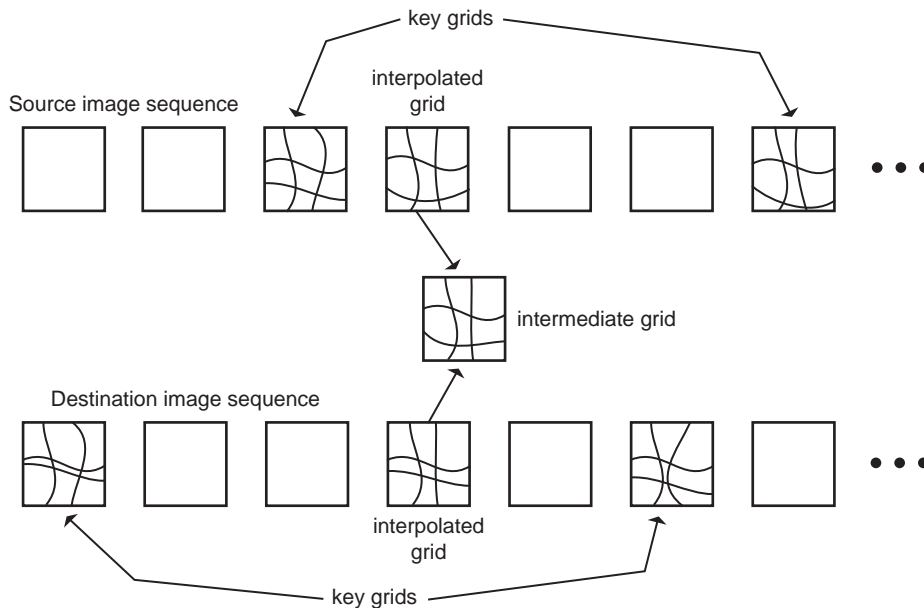 key grids
interpolated
grid
Source image sequence
intermediate grid
Destination image sequence
interpolated
grid
key grids